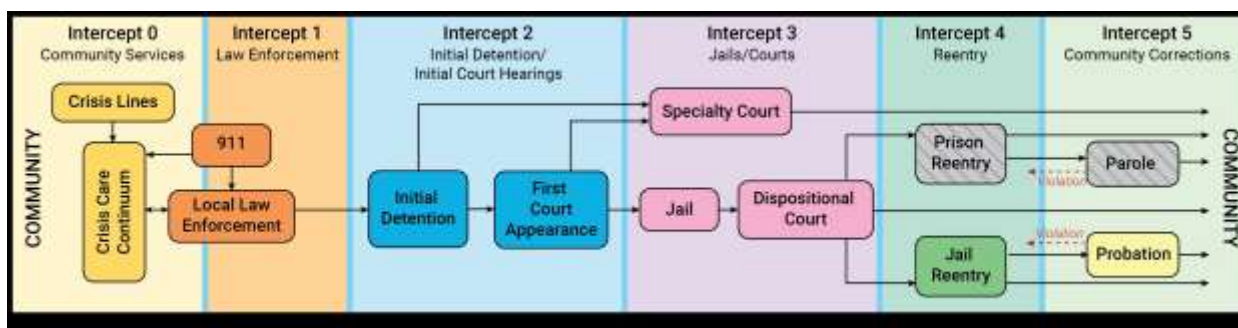 Intercept 0
Community Services
Intercept 1
Law Enforcement
Intercept 2
Initial Detention/
Initial Court Hearings
Intercept 3
Jails/Courts
Intercept 4
Reentry
Intercept 5
Community Corrections
COMMUNITY
Crisis Lines
Crisis Care
Continuum
911
Local Law
Enforcement
Initial
Detention
First
Court
Appearance
Specialty Court
Jail
Dispositional
Court
Prison
Reentry
Violation
Parole
Jail
Reentry
Violation
Probation
COMMUNITY